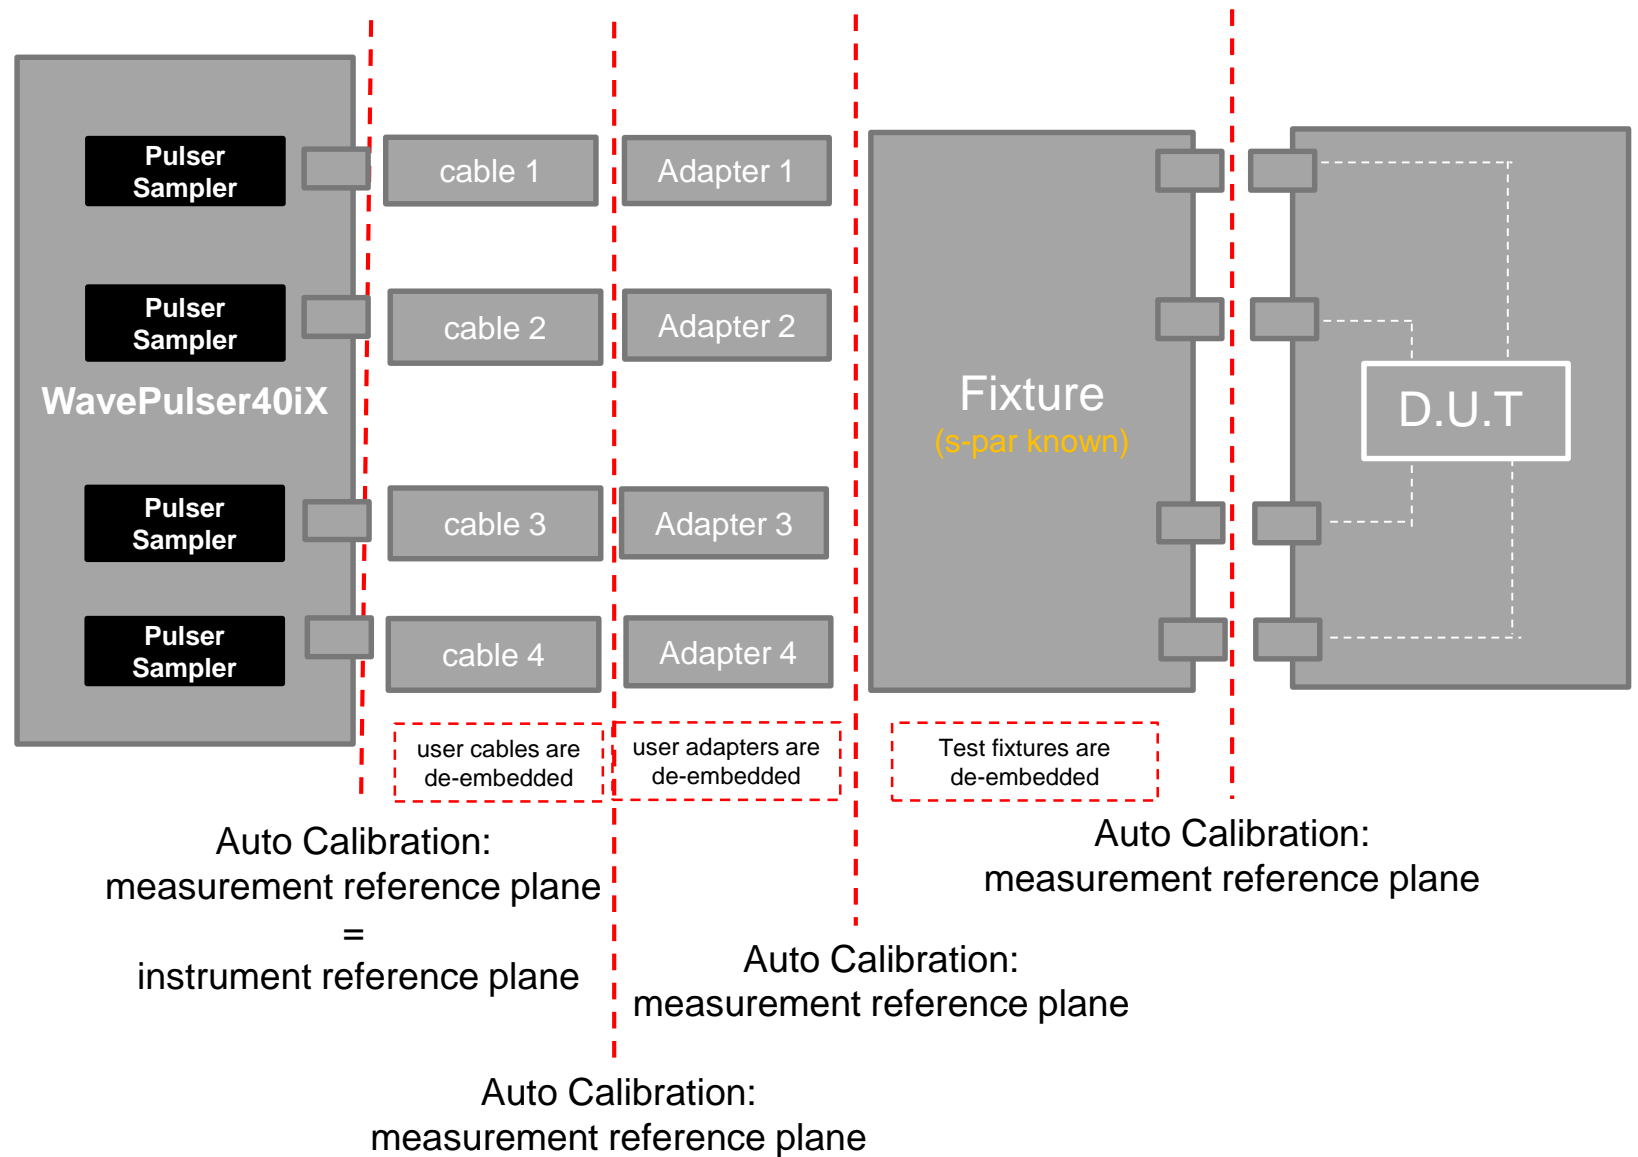 Pulser
Sampler
cable 1
Adapter 1
Pulser
Sampler
cable 2
Adapter 2
WavePulser40iX
Fixture
(s-par known)
D.U.T
Pulser
Sampler
cable 3
Adapter 3
Pulser
Sampler
cable 4
Adapter 4
user cables are
de-embedded
user adapters are
de-embedded
Test fixtures are
de-embedded
Auto Calibration:
measurement reference plane
=
instrument reference plane
Auto Calibration:
measurement reference plane
Auto Calibration:
measurement reference plane
Auto Calibration:
measurement reference plane